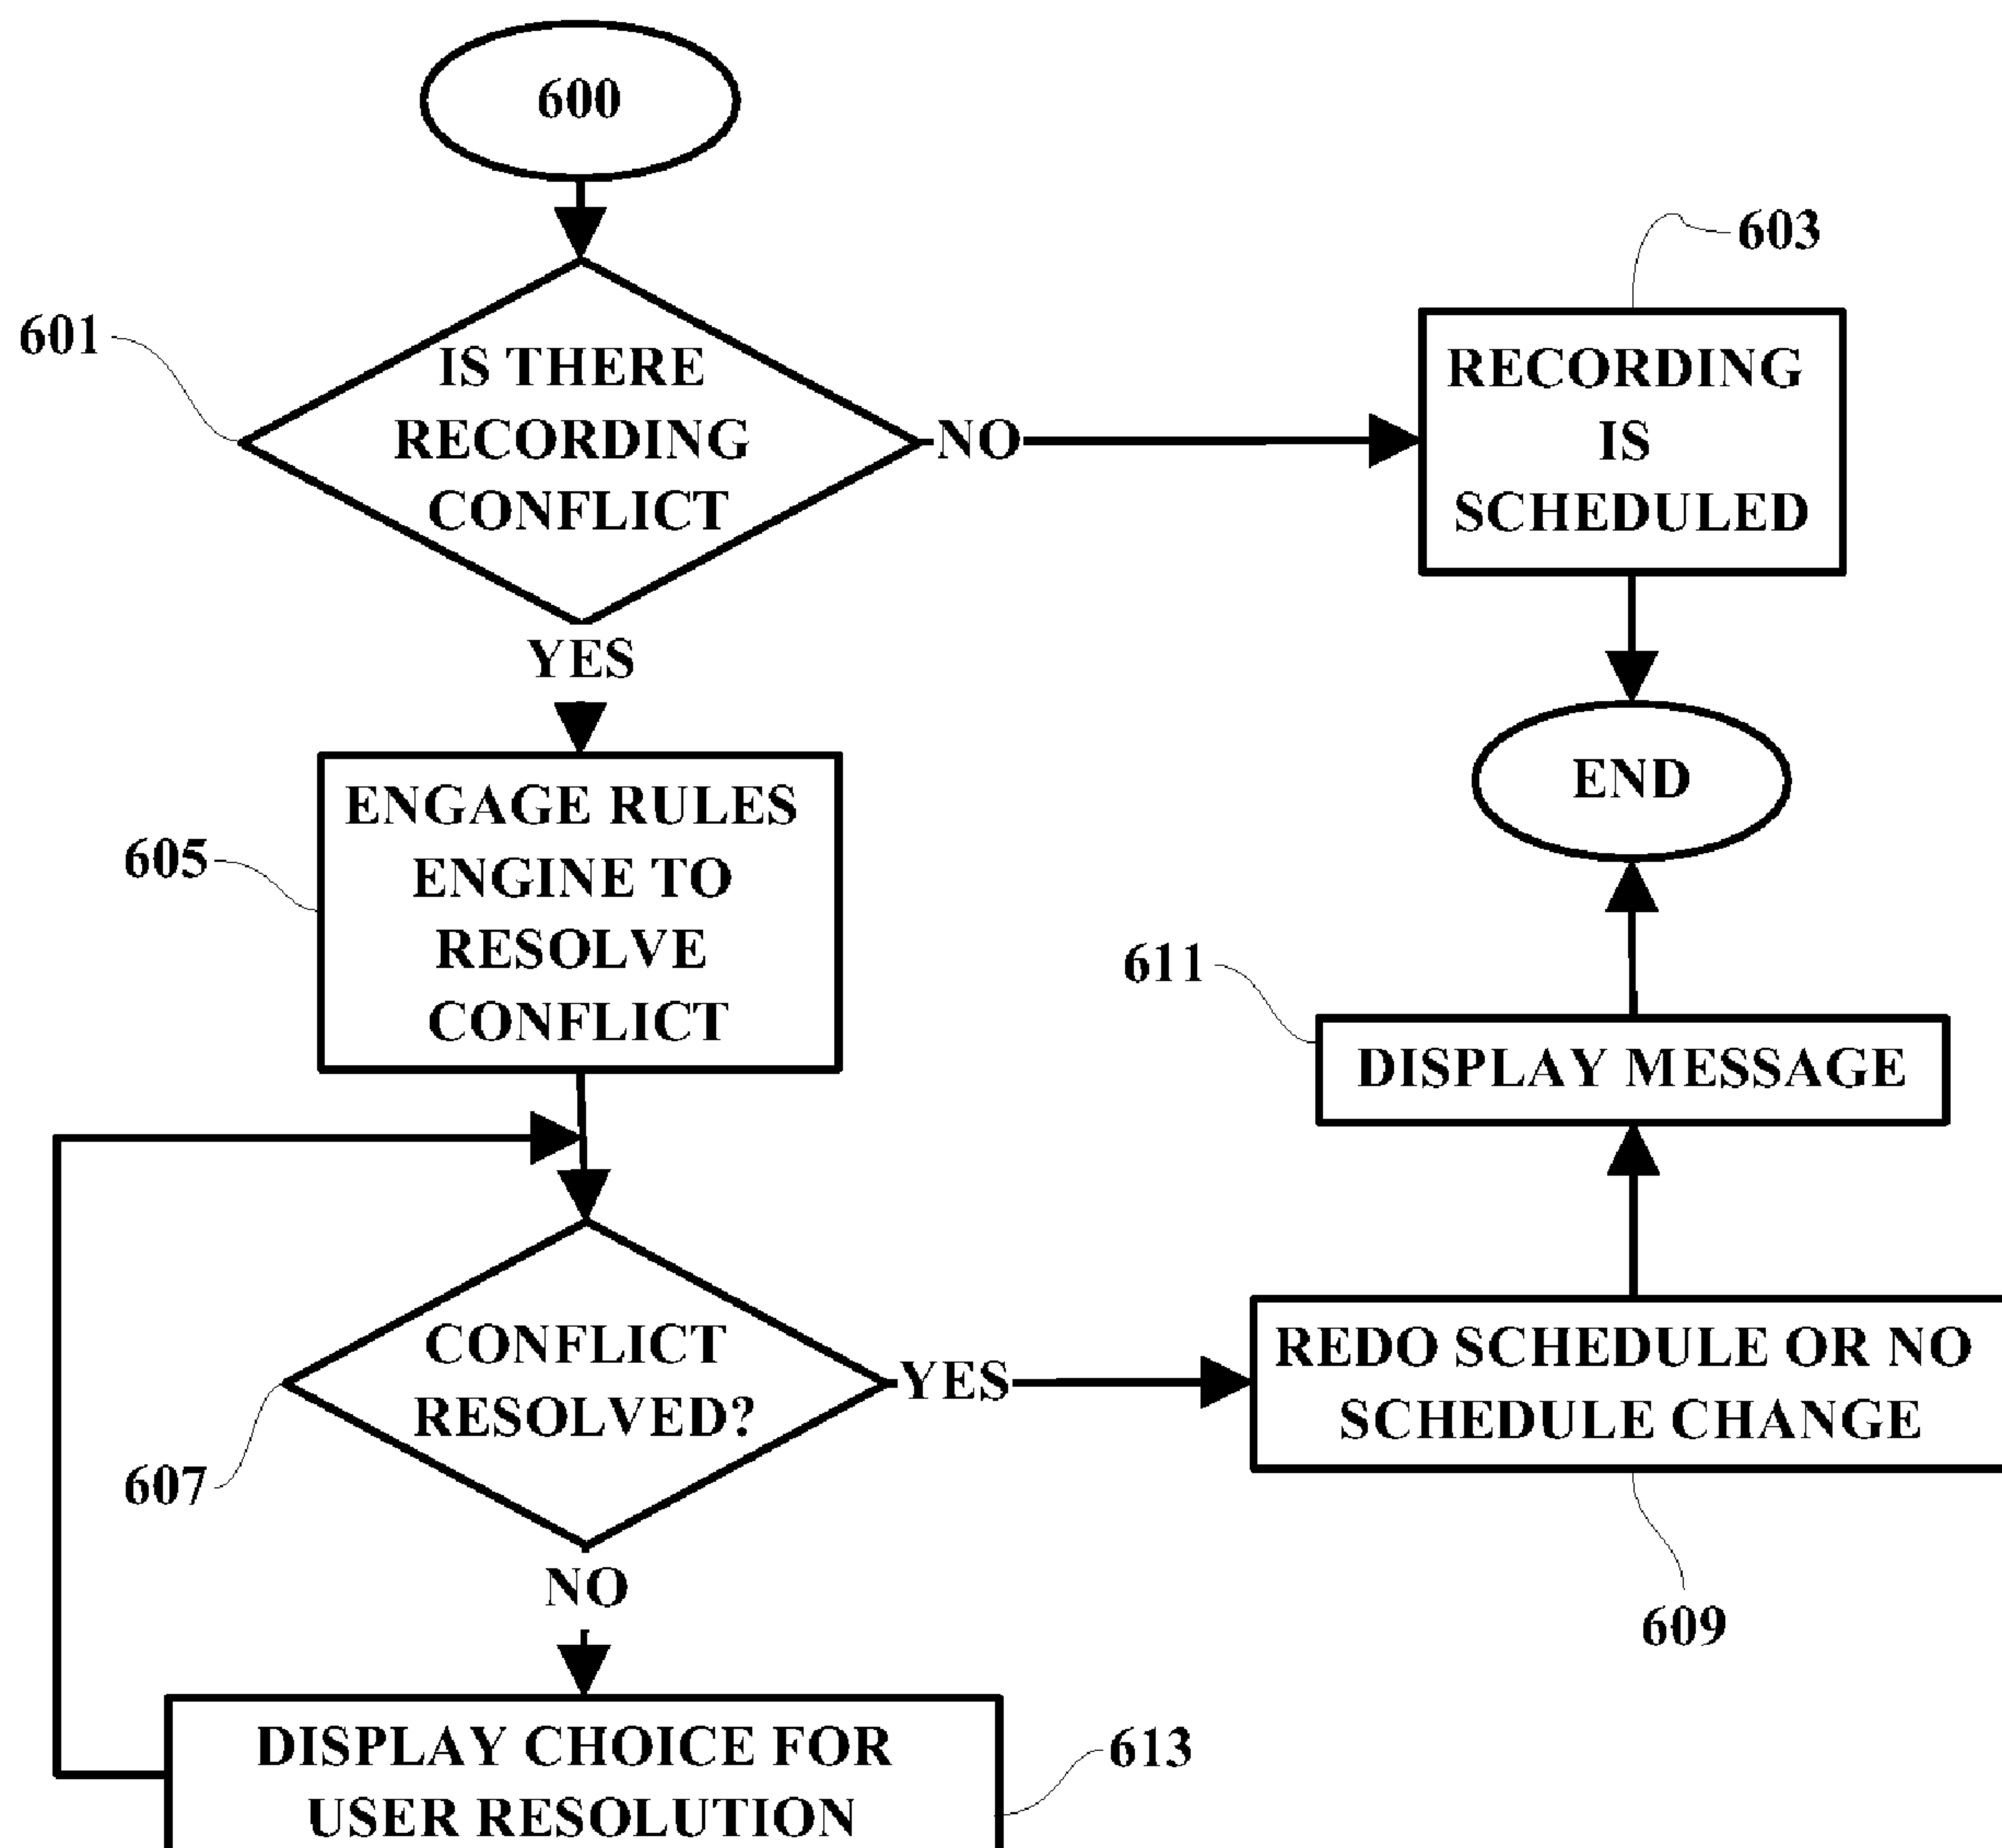 600
603
601
IS THERE
RECORDING
CONFLICT
NO
RECORDING
IS
SCHEDULED
YES
END
605
ENGAGE RULES
ENGINE TO
RESOLVE
CONFLICT
611
DISPLAY MESSAGE
607
CONFLICT
RESOLVED?
YES
REDO SCHEDULE OR NO
SCHEDULE CHANGE
609
NO
DISPLAY CHOICE FOR
USER RESOLUTION
613